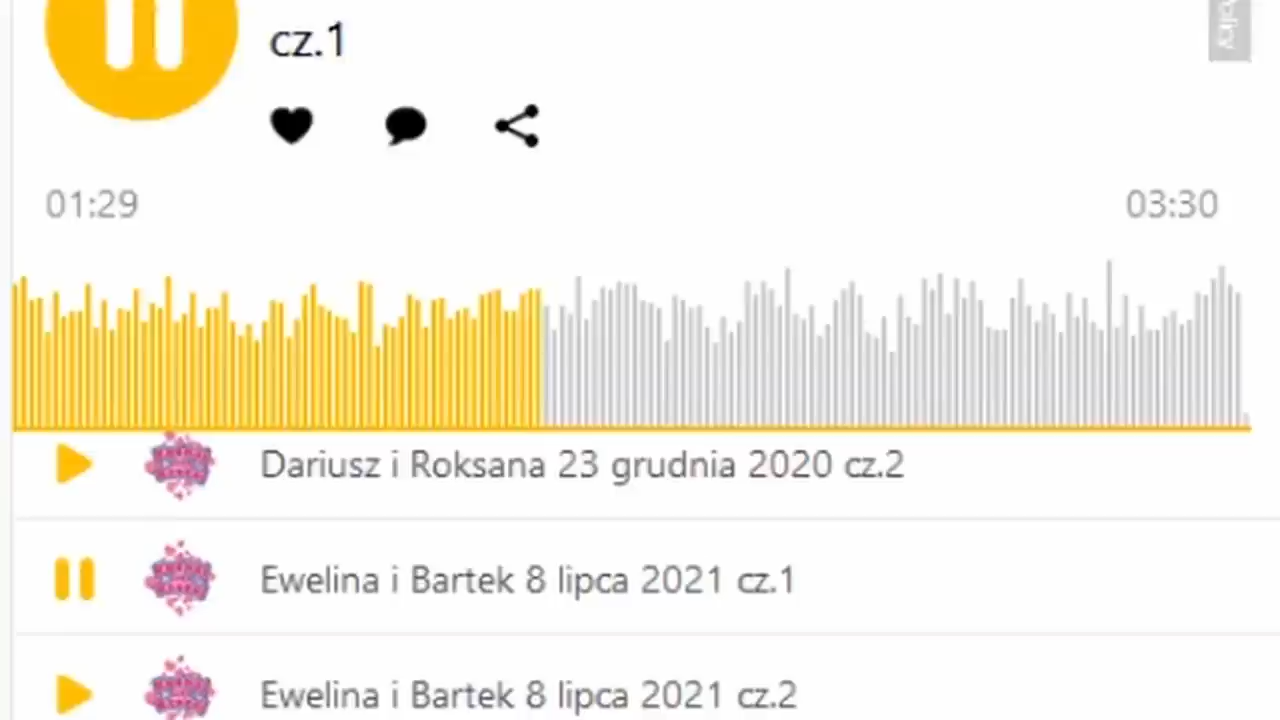 cz.1
01:29
03:30
Dariusz i Roksana 23 grudnia 2020 cz.2
Ewelina i Bartek 8 lipca 2021 cz.1
Ewelina i Bartek 8 lipca 2021 cz.2